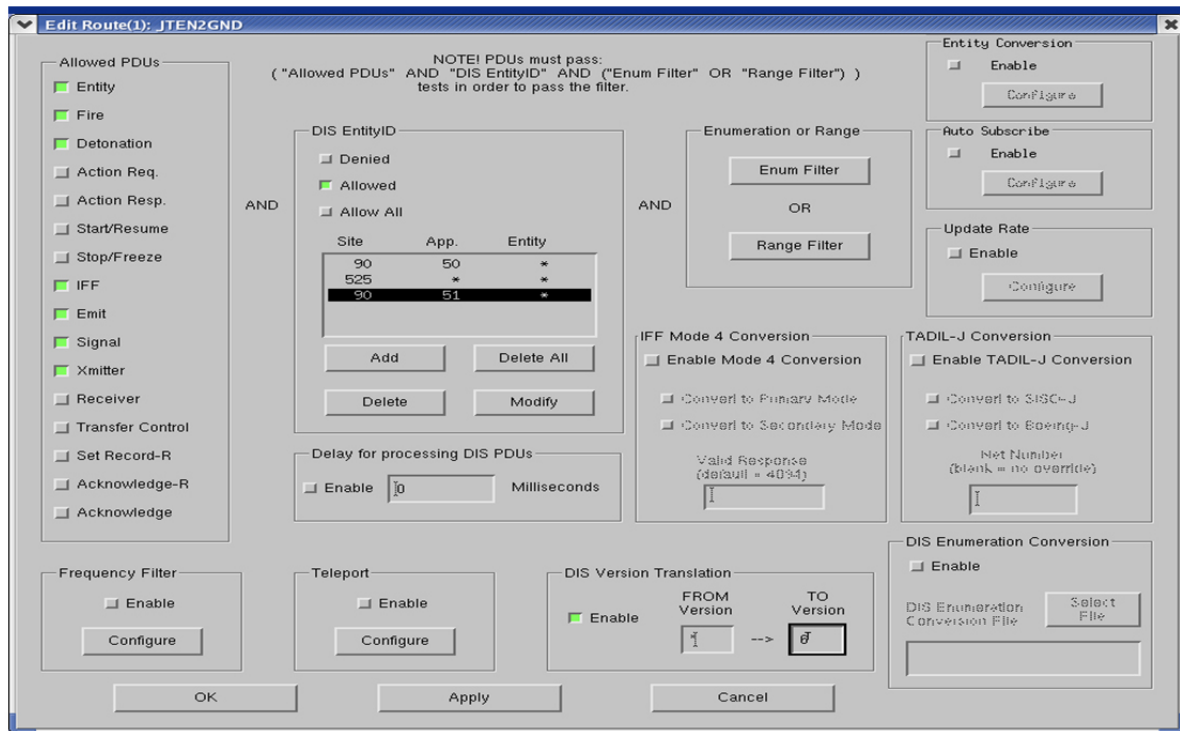 Edit Route(1): _JTEN2GND
NOTE! PDUs must pass:
( "Allowed PDUs" AND "DIS EntityID" AND ("Enum Filter" OR "Range Filter") )
tests in order to pass the filter.
Allowed PDUs
Entity
Fire
Detonation
Action Req.
Action Resp.
Start/Resume
Stop/Freeze
IFF
Emit
Signal
Xmitter
Receiver
Transfer Control
Set Record-R
Acknowledge-R
Acknowledge
AND
DIS EntityID
Denied
Allowed
Allow All
Site App. Entity
90 50 *
525 * *
90 51 *
Add Delete All
Delete Modify
AND
Enumeration or Range
Enum Filter
OR
Range Filter
Entity Conversion
Enable
Configure
Auto Subscribe
Enable
Configure
Update Rate
Enable
Configure
Delay for processing DIS PDUs
Enable 0 Milliseconds
IFF Mode 4 Conversion
Enable Mode 4 Conversion
Convert to Primary Mode
Convert to Secondary Mode
Valid Response
(default = 4094)
TADIL-J Conversion
Enable TADIL-J Conversion
Convert to SISO-J
Convert to Boeing-J
Net Number
(blank = no override)
Frequency Filter
Enable
Configure
Teleport
Enable
Configure
DIS Version Translation
Enable
FROM
Version
-->
TO
Version
6
DIS Enumeration Conversion
Enable
DIS Enumeration
Conversion File
Select
File
OK Apply Cancel